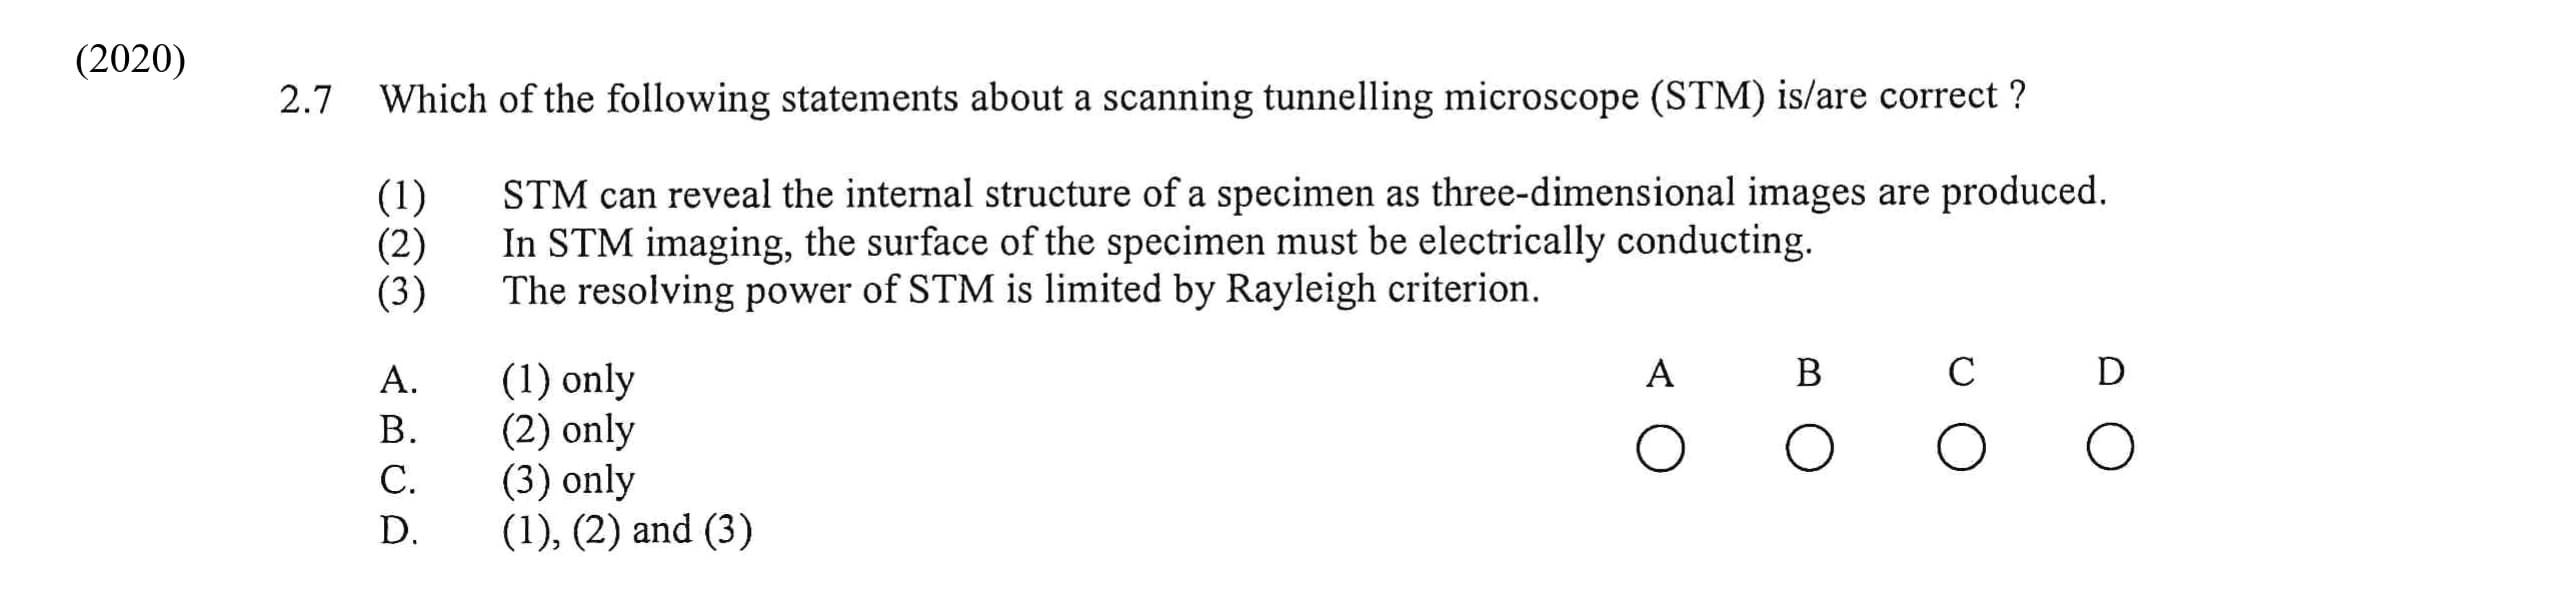 (2020)
2.7 Which of the following statements about a scanning tunnelling microscope (STM) is/are correct ?
(1) STM can reveal the internal structure of a specimen as three-dimensional images are produced.
(2) In STM imaging, the surface of the specimen must be electrically conducting.
(3) The resolving power of STM is limited by Rayleigh criterion.
A. (1) only
B. (2) only
C. (3) only
D. (1), (2) and (3)
A B C D